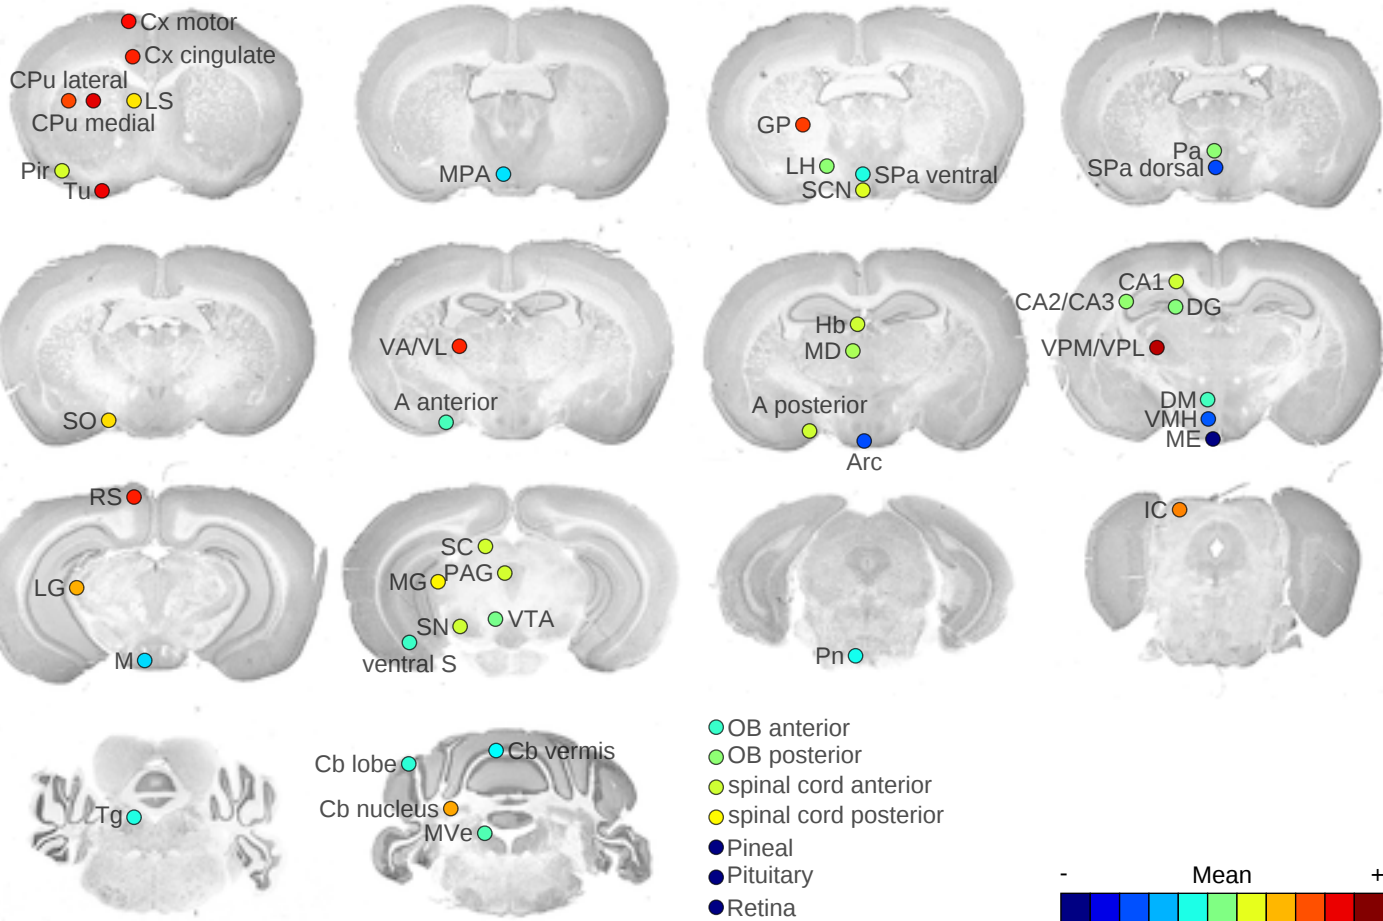 Cx motor
Cx cingulate
CPu lateral
LS
CPu medial
Pir
Tu
MPA
GP
LH
SPa ventral
SCN
Pa
SPa dorsal
SO
VA/VL
A anterior
Hb
MD
A posterior
Arc
CA1
CA2/CA3
DG
VPM/VPL
DM
VMH
ME
RS
LG
M
SC
PAG
MG
VTA
SN
ventral S
Pn
IC
Tg
Cb vermis
Cb lobe
Cb nucleus
MVe
OB anterior
OB posterior
spinal cord anterior
spinal cord posterior
Pineal
Pituitary
Retina
- Mean +